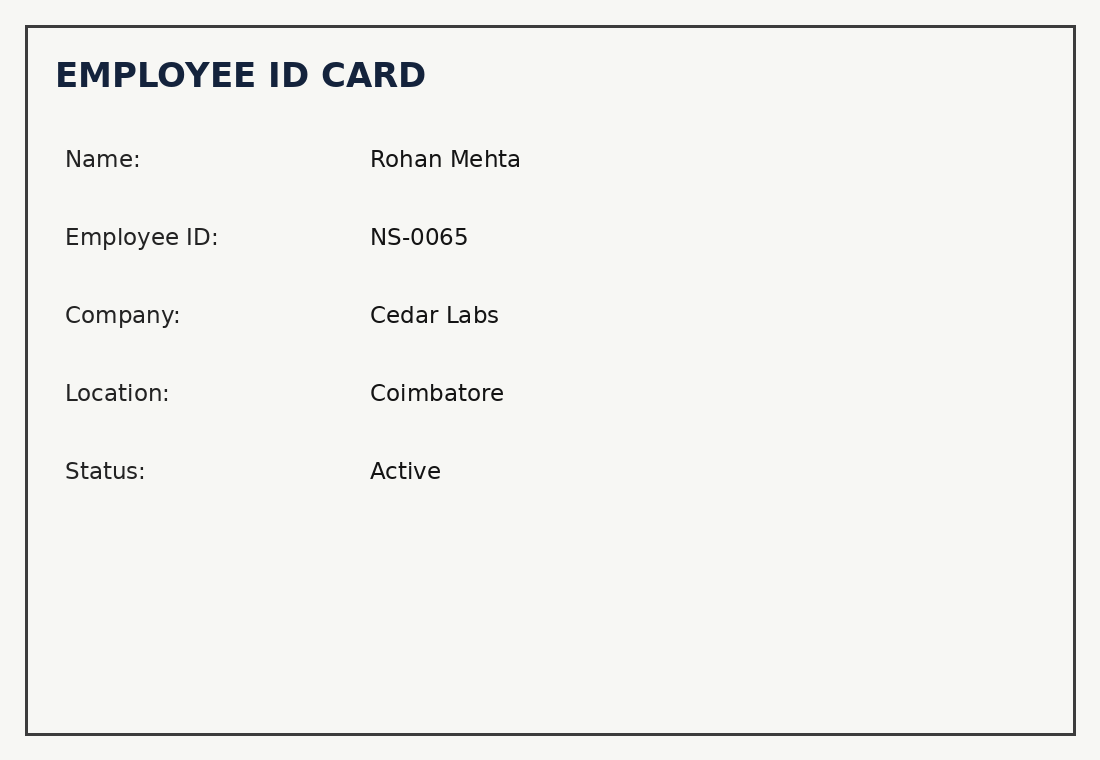 EMPLOYEE ID CARD
Name: Rohan Mehta
Employee ID: NS-0065
Company: Cedar Labs
Location: Coimbatore
Status: Active